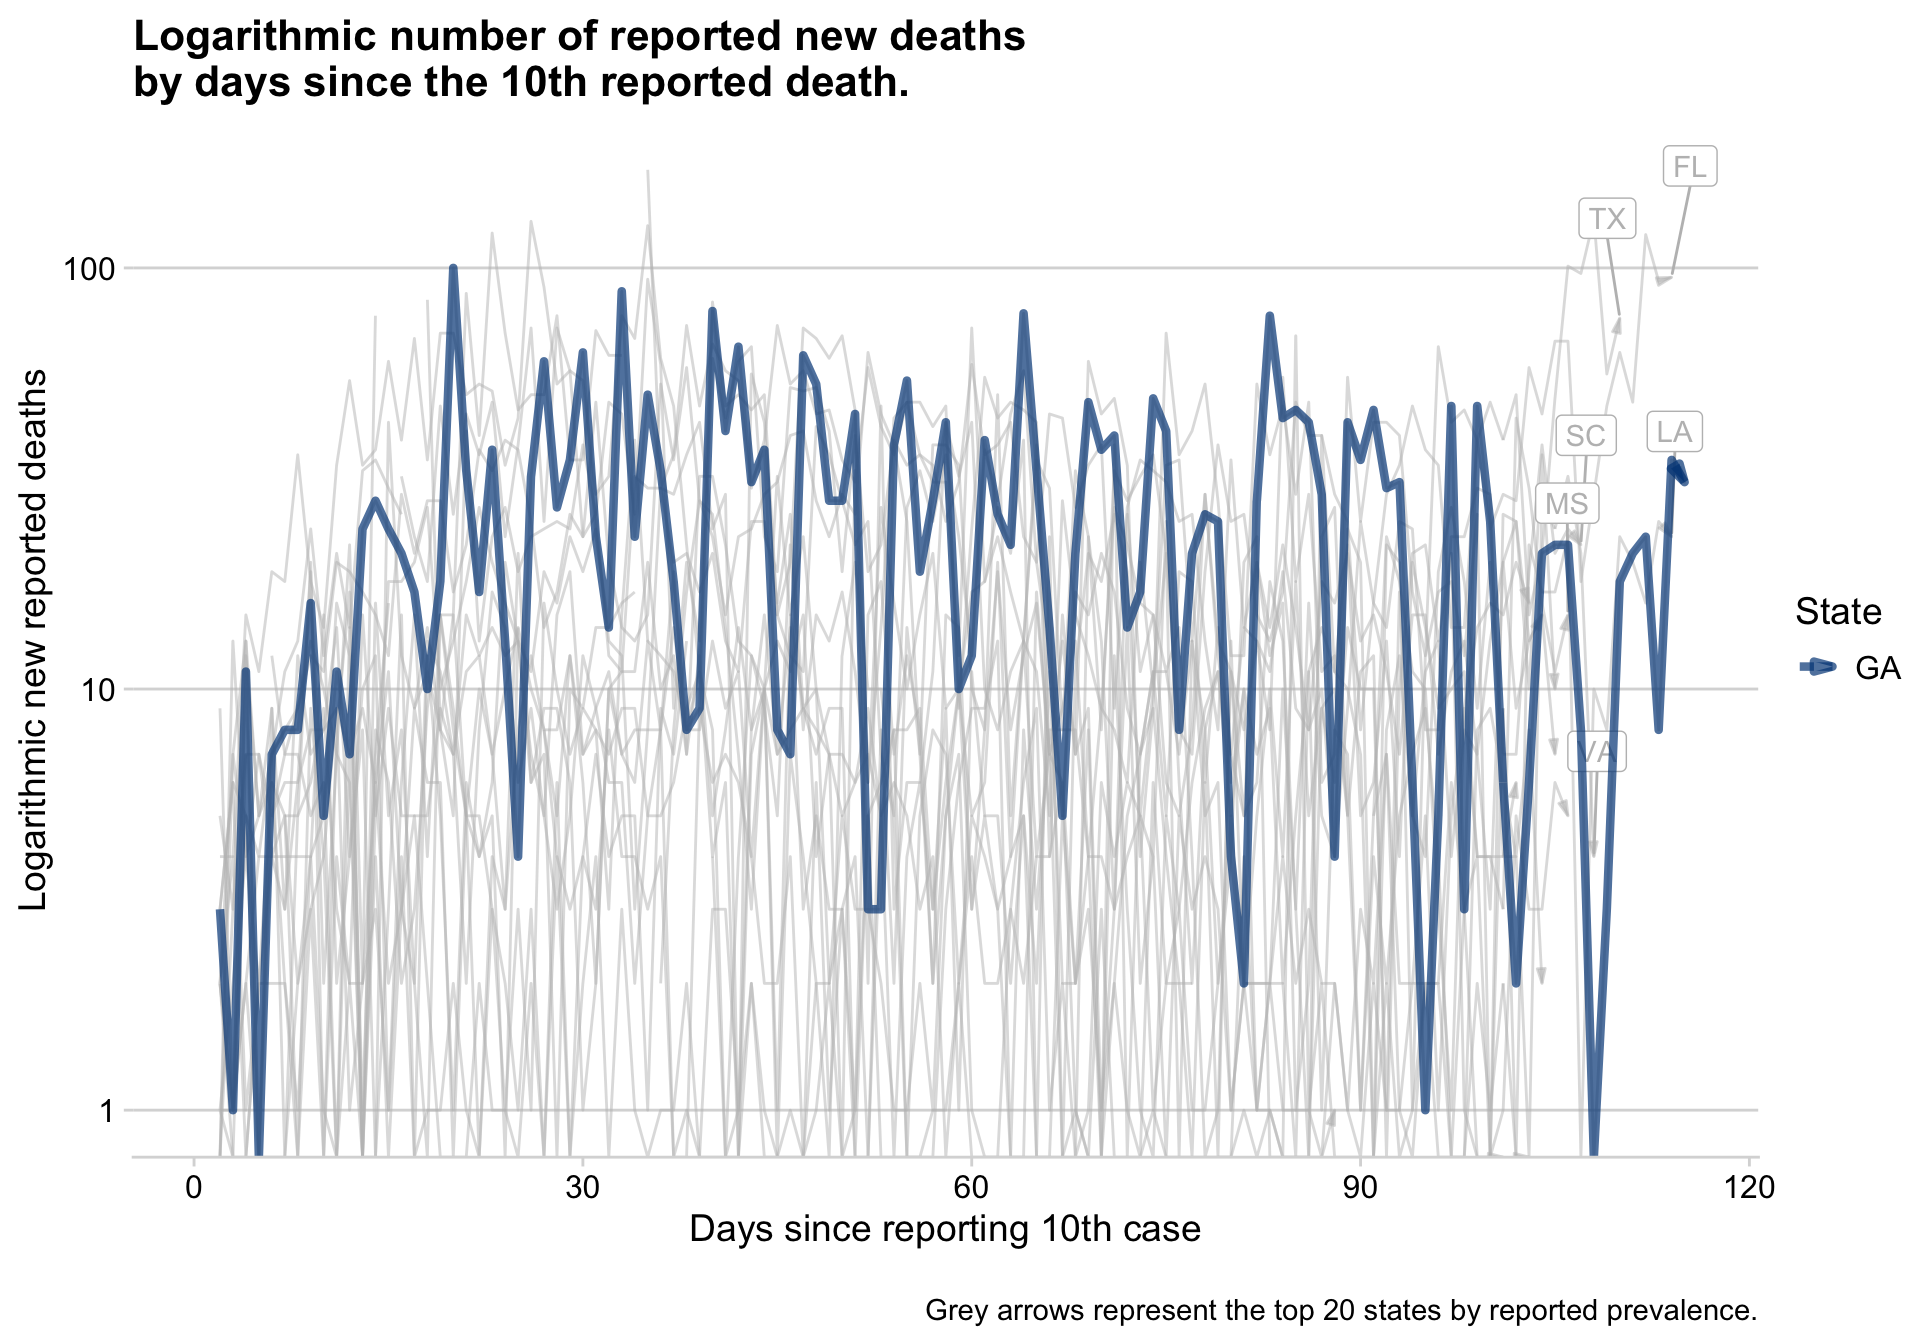 Logarithmic number of reported new deaths
by days since the 10th reported death.
FL
TX
100
SC
LA
MS
Logarithmic new reported deaths
State
GA
10
VA
1
0 30 60 90 120
Days since reporting 10th case
Grey arrows represent the top 20 states by reported prevalence.